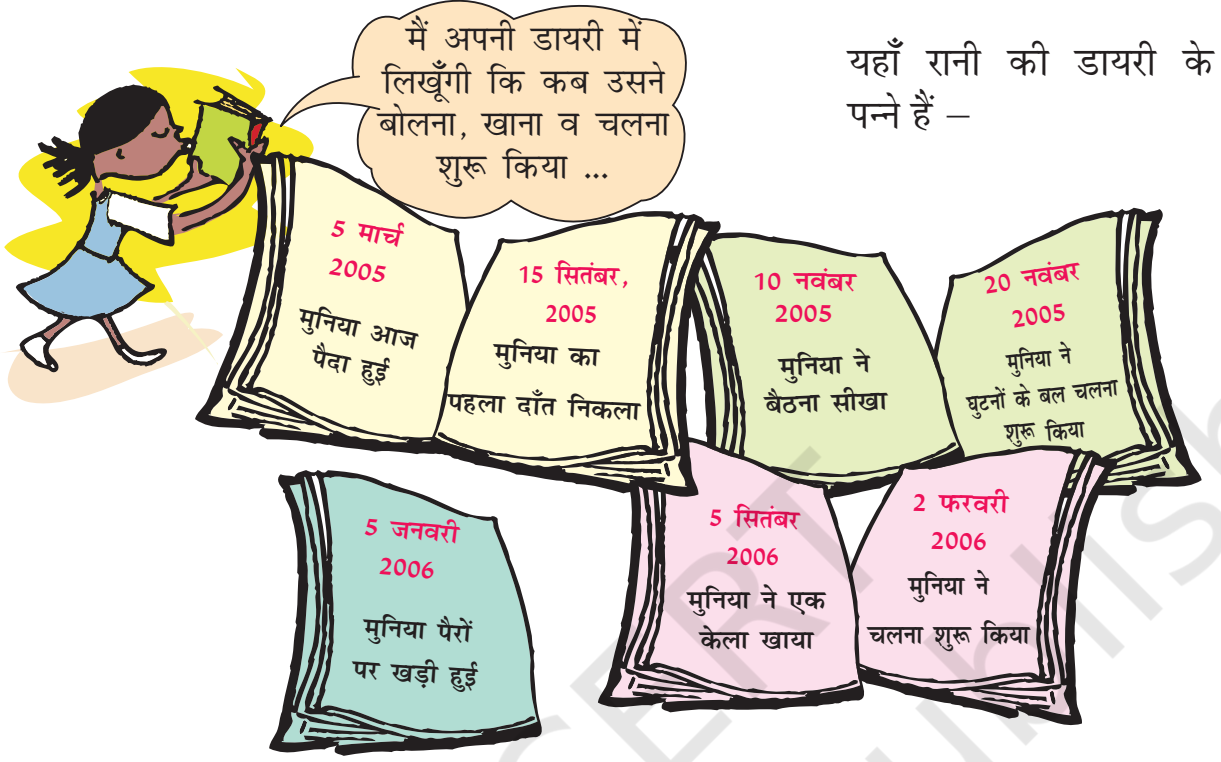 मैं अपनी डायरी में
लिखूँगी कि कब उसने
बोलना, खाना व चलना
शुरू किया ...
यहाँ रानी की डायरी के
पन्ने हैं –
5 मार्च
2005
मुनिया आज
पैदा हुई
15 सितंबर,
2005
मुनिया का
पहला दाँत निकला
10 नवंबर
2005
मुनिया ने
बैठना सीखा
20 नवंबर
2005
मुनिया ने
घुटनों के बल चलना
शुरू किया
5 जनवरी
2006
मुनिया पैरों
पर खड़ी हुई
5 सितंबर
2006
मुनिया ने एक
केला खाया
2 फरवरी
2006
मुनिया ने
चलना शुरू किया